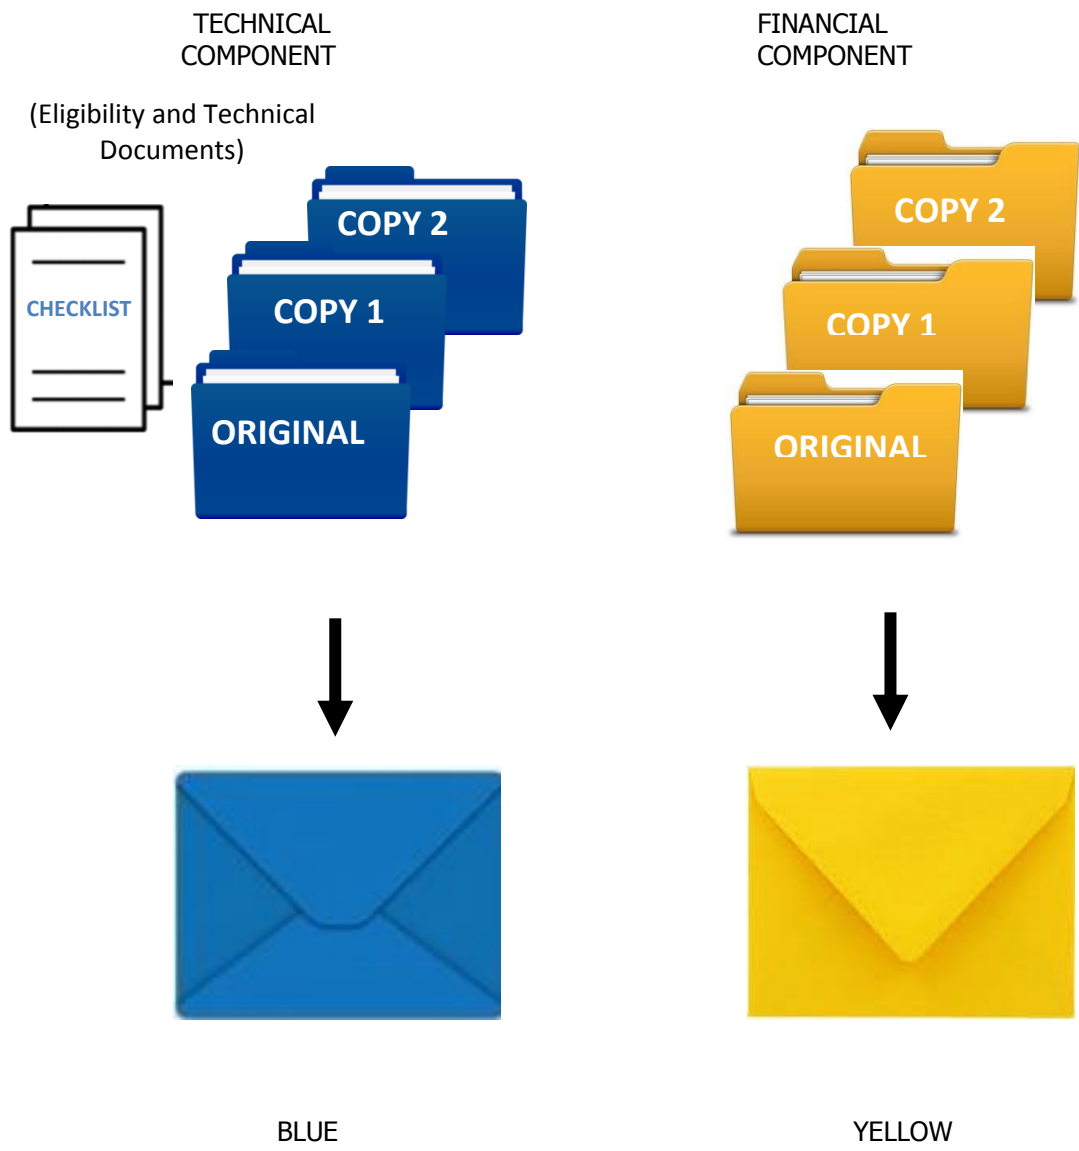 TECHNICAL
COMPONENT
(Eligibility and Technical
Documents)
CHECKLIST
COPY 2
COPY 1
ORIGINAL
BLUE
FINANCIAL
COMPONENT
COPY 2
COPY 1
ORIGINAL
YELLOW